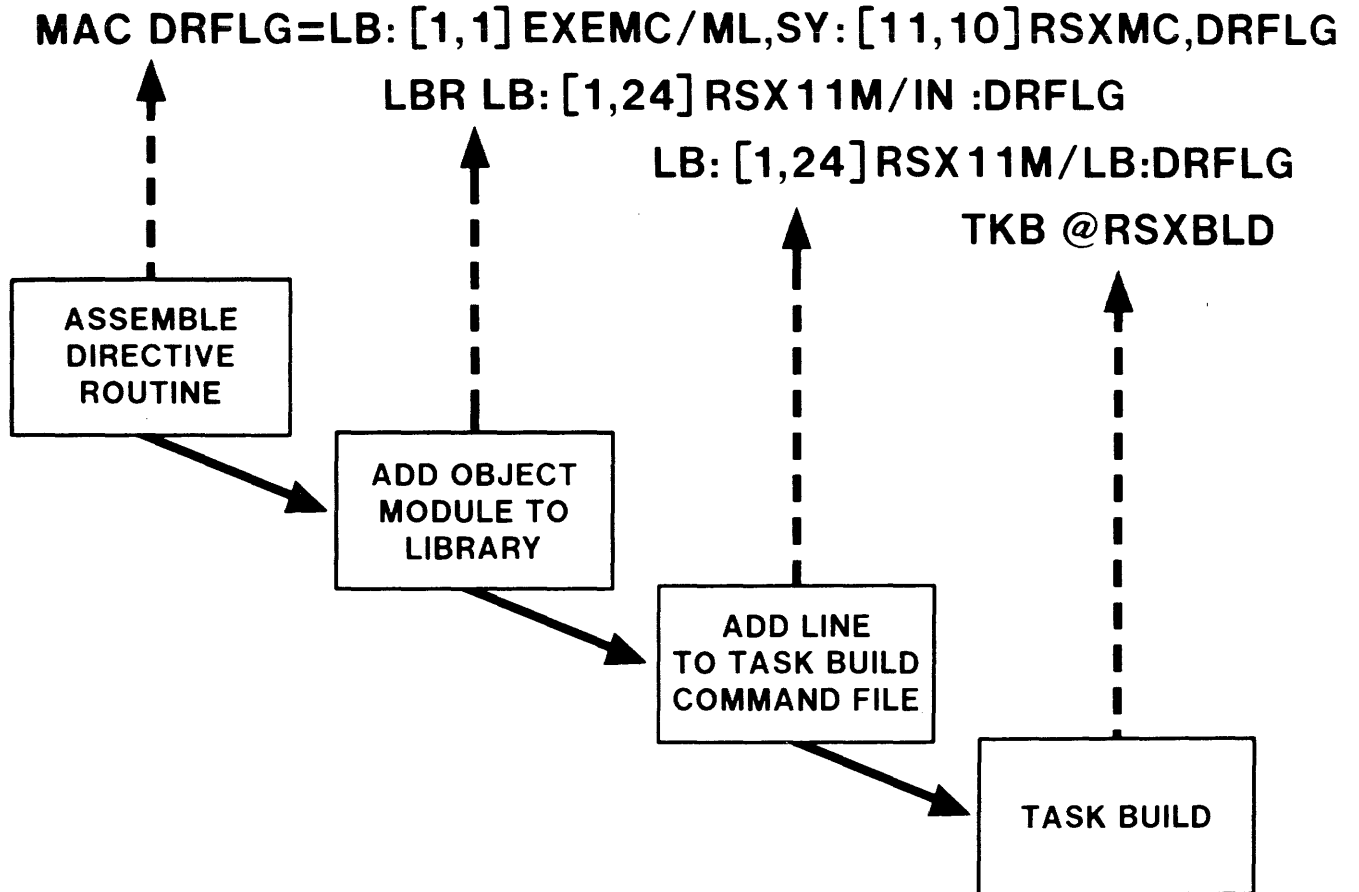 MAC DRFLG=LB: [1,1] EXEMC/ML,SY: [11,10] RSXMC,DRFLG
LBR LB: [1,24] RSX11M/IN :DRFLG
LB: [1,24] RSX11M/LB:DRFLG
TKB @RSXBLD
ASSEMBLE
DIRECTIVE
ROUTINE
ADD OBJECT
MODULE TO
LIBRARY
ADD LINE
TO TASK BUILD
COMMAND FILE
TASK BUILD